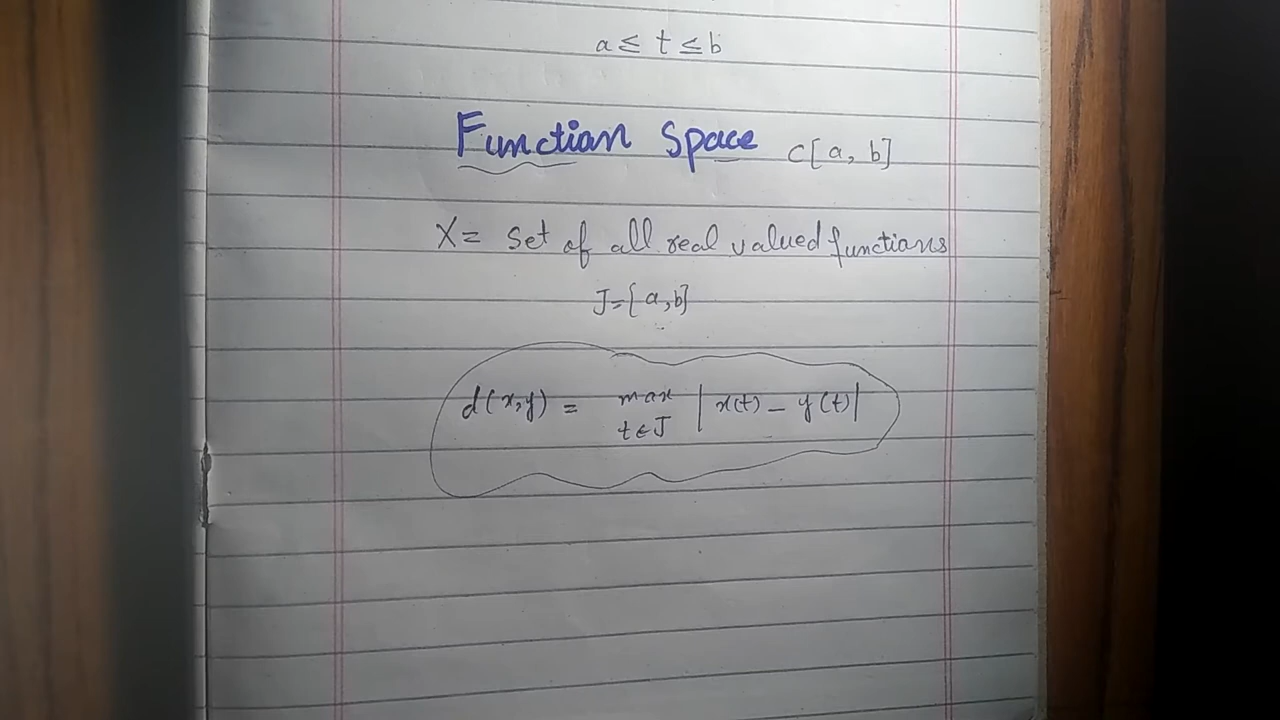 a ≤ t ≤ b
Function Space C[a, b]
X = Set of all real valued functions
J=[a,b]
d(x,y) = max | x(t) - y(t)|
t∈J